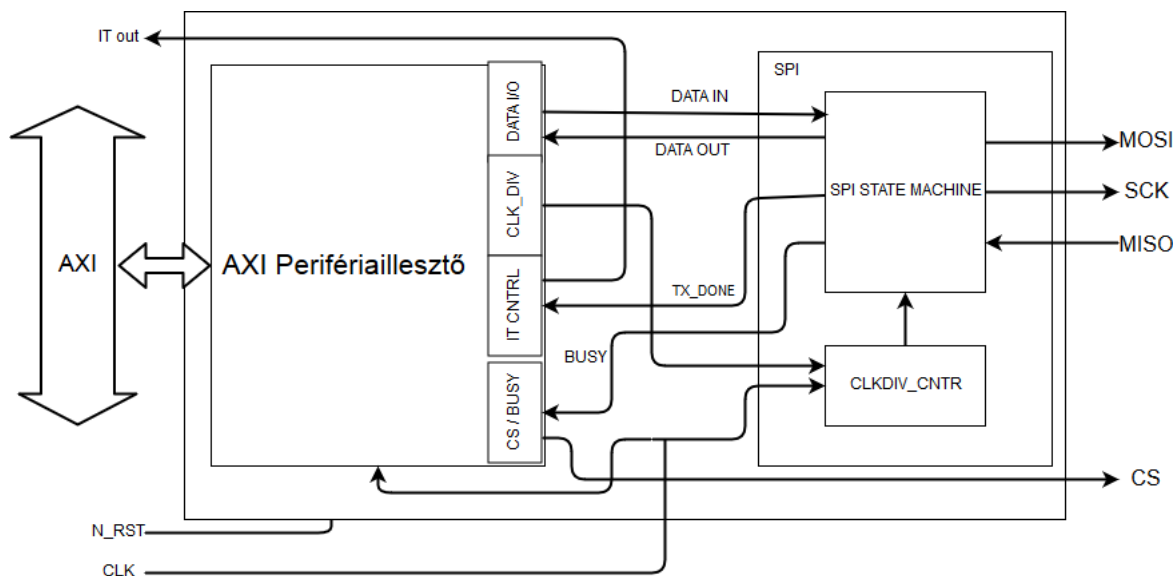 IT out
SPI
DATA I/O
DATA IN
DATA OUT
MOSI
CLK_DIV
SPI STATE MACHINE
SCK
AXI
AXI Perifériaillesztő
MISO
IT CNTRL
TX_DONE
BUSY
CLKDIV_CNTR
CS / BUSY
CS
N_RST
CLK